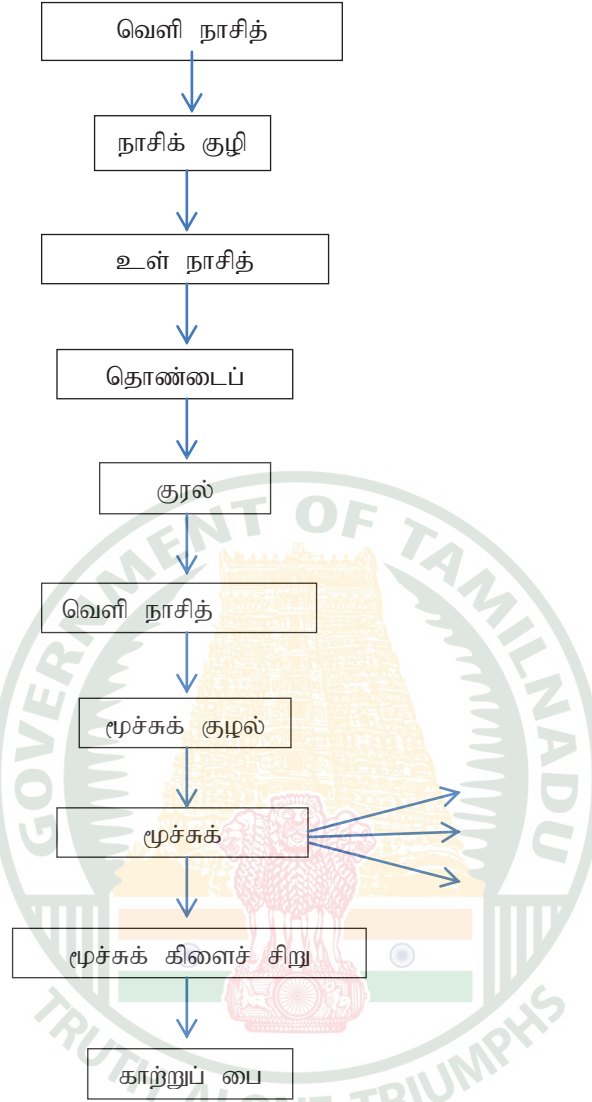 வெளி நாசித்
நாசிக் குழி
உள் நாசித்
தொண்டைப்
குரல்
வெளி நாசித்
மூச்சுக் குழல்
மூச்சுக்
மூச்சுக் கிளைச் சிறு
காற்றுப் பை
GOVERNMENT OF TAMILNADU
TRUTH ALONE TRIUMPHS